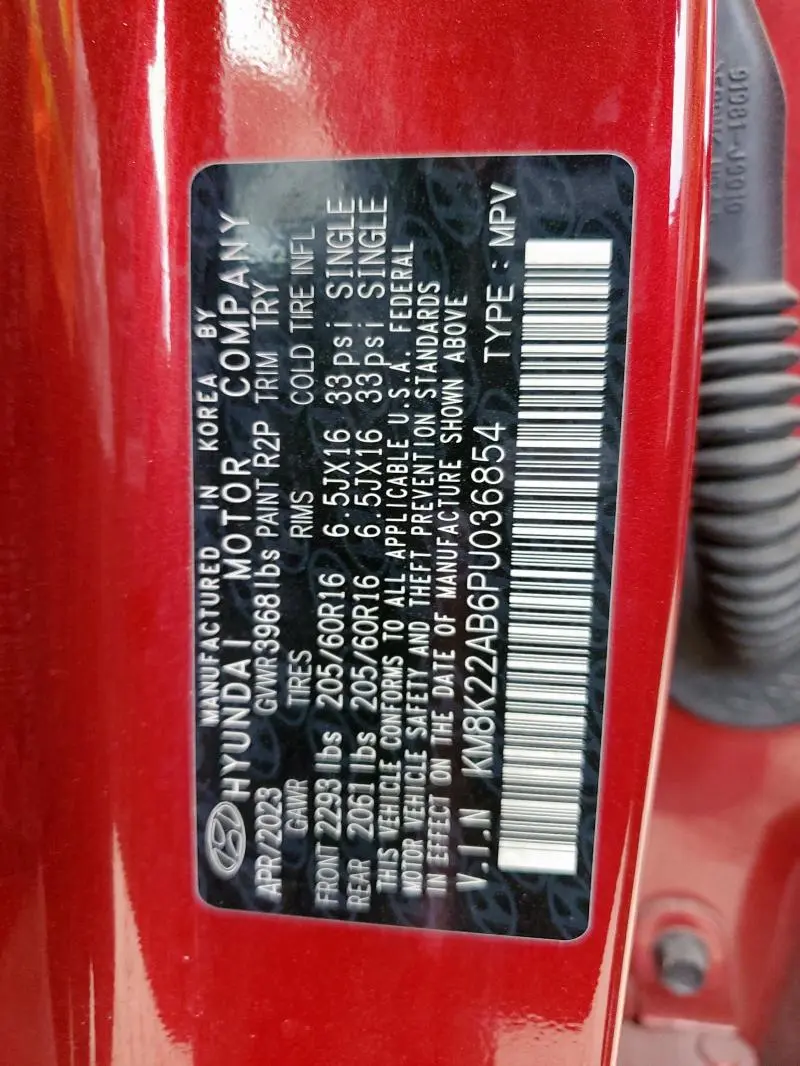 MANUFACTURED IN KOREA BY
HYUNDAI MOTOR COMPANY
APR/2023 GVWR 3968 lbs PAINT R2P TRIM TRY
GAWR TIRES RIMS COLD TIRE INFL
FRONT 2293 lbs 205/60R16 6.5JX16 33psi SINGLE
REAR 2061 lbs 205/60R16 6.5JX16 33psi SINGLE
THIS VEHICLE CONFORMS TO ALL APPLICABLE U.S.A. FEDERAL
MOTOR VEHICLE SAFETY AND THEFT PREVENTION STANDARDS
IN EFFECT ON THE DATE OF MANUFACTURE SHOWN ABOVE
V.I.N KM8K22AB6PU036854 TYPE : MPV
91981-J9010